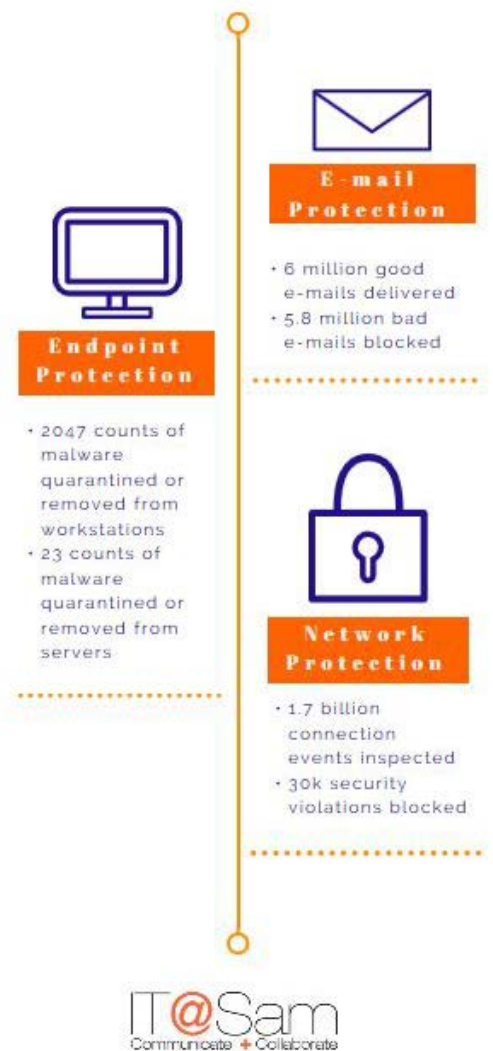 E-mail
Protection
• 6 million good
e-mails delivered
• 5.8 million bad
e-mails blocked
Endpoint
Protection
• 2047 counts of
malware
quarantined or
removed from
workstations
• 23 counts of
malware
quarantined or
removed from
servers
Network
Protection
• 1.7 billion
connection
events inspected
• 30k security
violations blocked
IT@Sam
Communicate + Collaborate